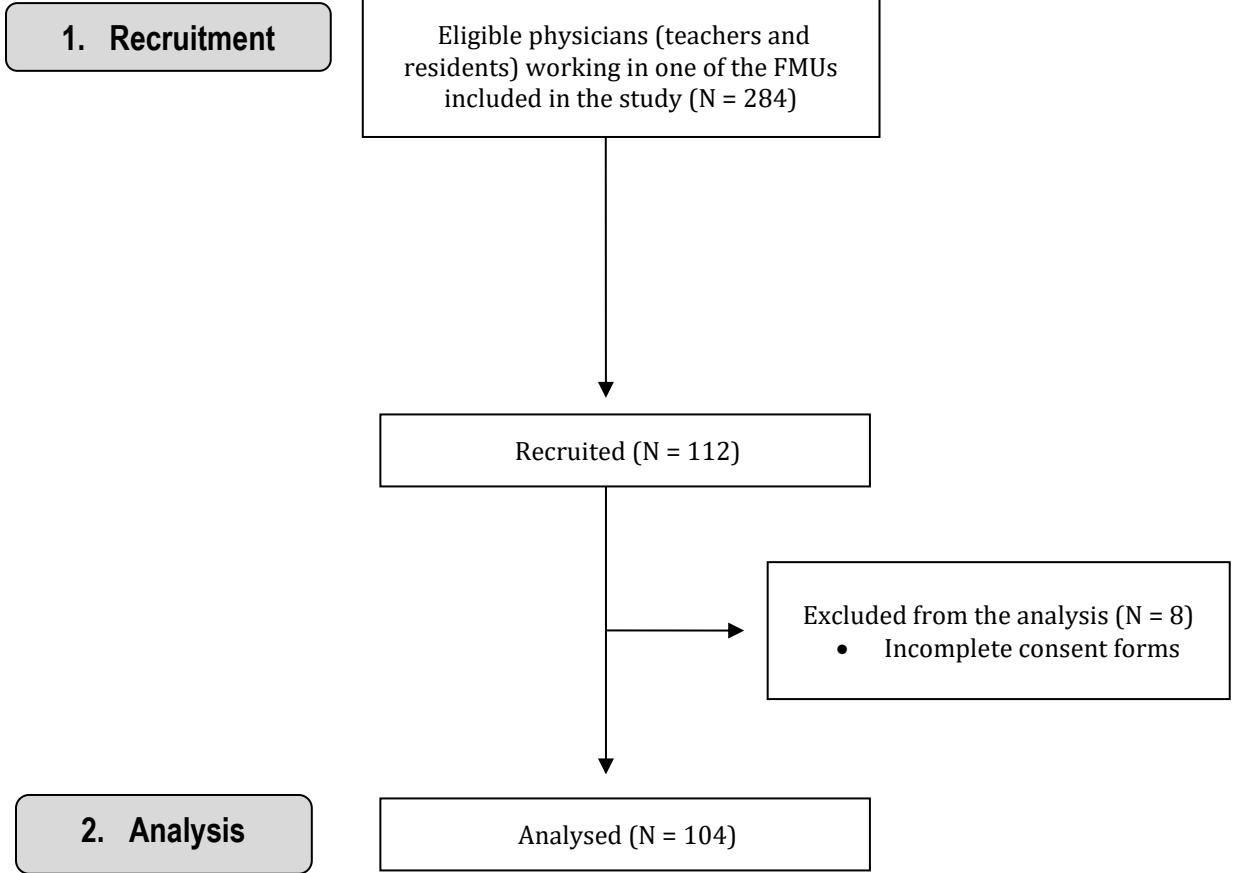 1. Recruitment
Eligible physicians (teachers and
residents) working in one of the FMUs
included in the study (N = 284)
Recruited (N = 112)
Excluded from the analysis (N = 8)
• Incomplete consent forms
2. Analysis
Analysed (N = 104)